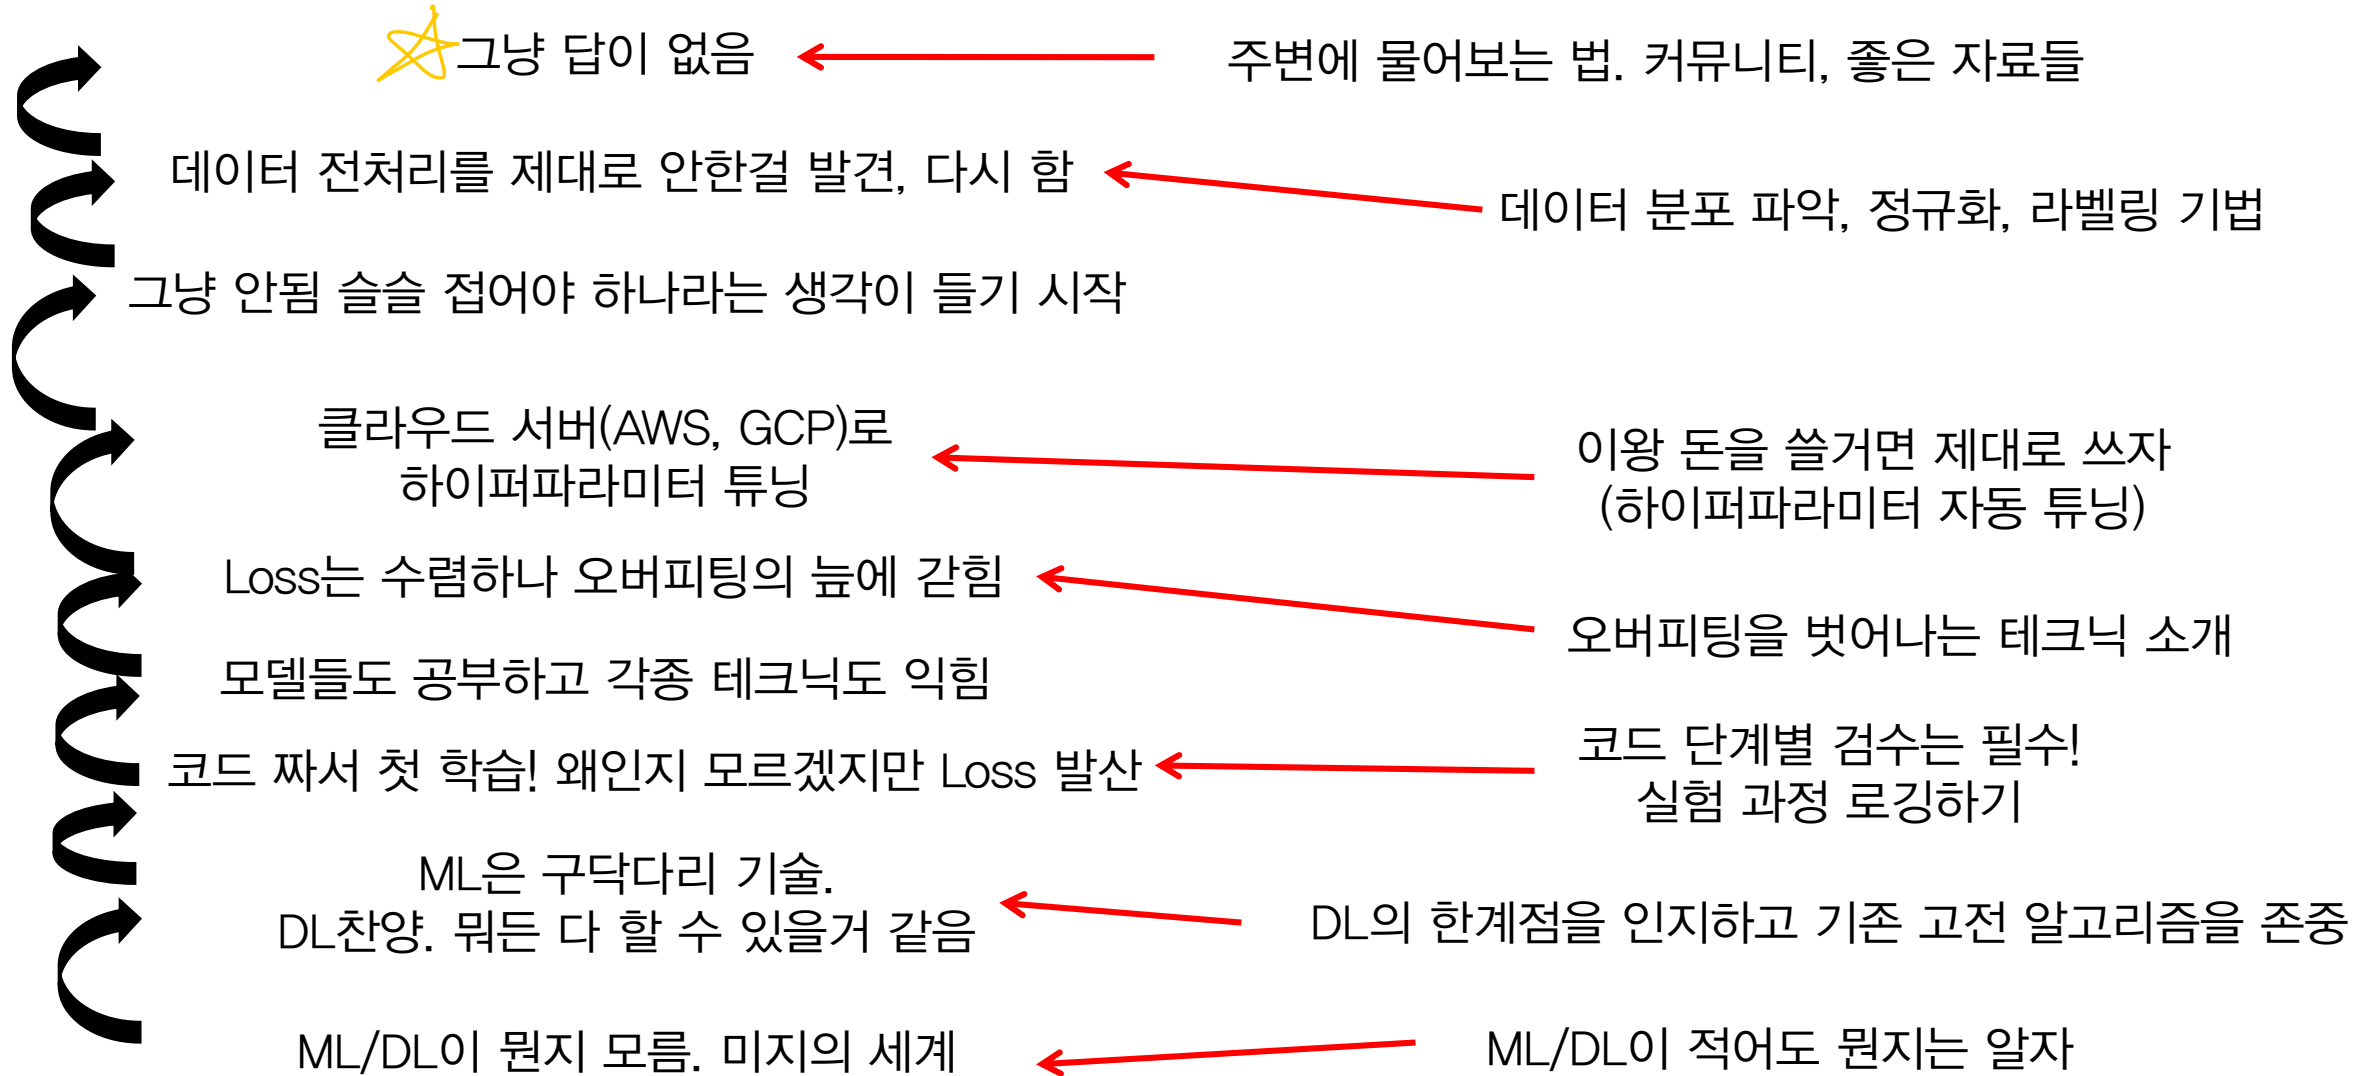 그냥 답이 없음
주변에 물어보는 법. 커뮤니티, 좋은 자료들
데이터 전처리를 제대로 안한걸 발견, 다시 함
데이터 분포 파악, 정규화, 라벨링 기법
그냥 안됨 슬슬 접어야 하나라는 생각이 들기 시작
클라우드 서버(AWS, GCP)로
하이퍼파라미터 튜닝
이왕 돈을 쓸거면 제대로 쓰자
(하이퍼파라미터 자동 튜닝)
Loss는 수렴하나 오버피팅의 늪에 갇힘
오버피팅을 벗어나는 테크닉 소개
모델들도 공부하고 각종 테크닉도 익힘
코드 짜서 첫 학습! 왜인지 모르겠지만 Loss 발산
코드 단계별 검수는 필수!
실험 과정 로깅하기
ML은 구닥다리 기술.
DL찬양. 뭐든 다 할 수 있을거 같음
DL의 한계점을 인지하고 기존 고전 알고리즘을 존중
ML/DL이 뭔지 모름. 미지의 세계
ML/DL이 적어도 뭔지는 알자